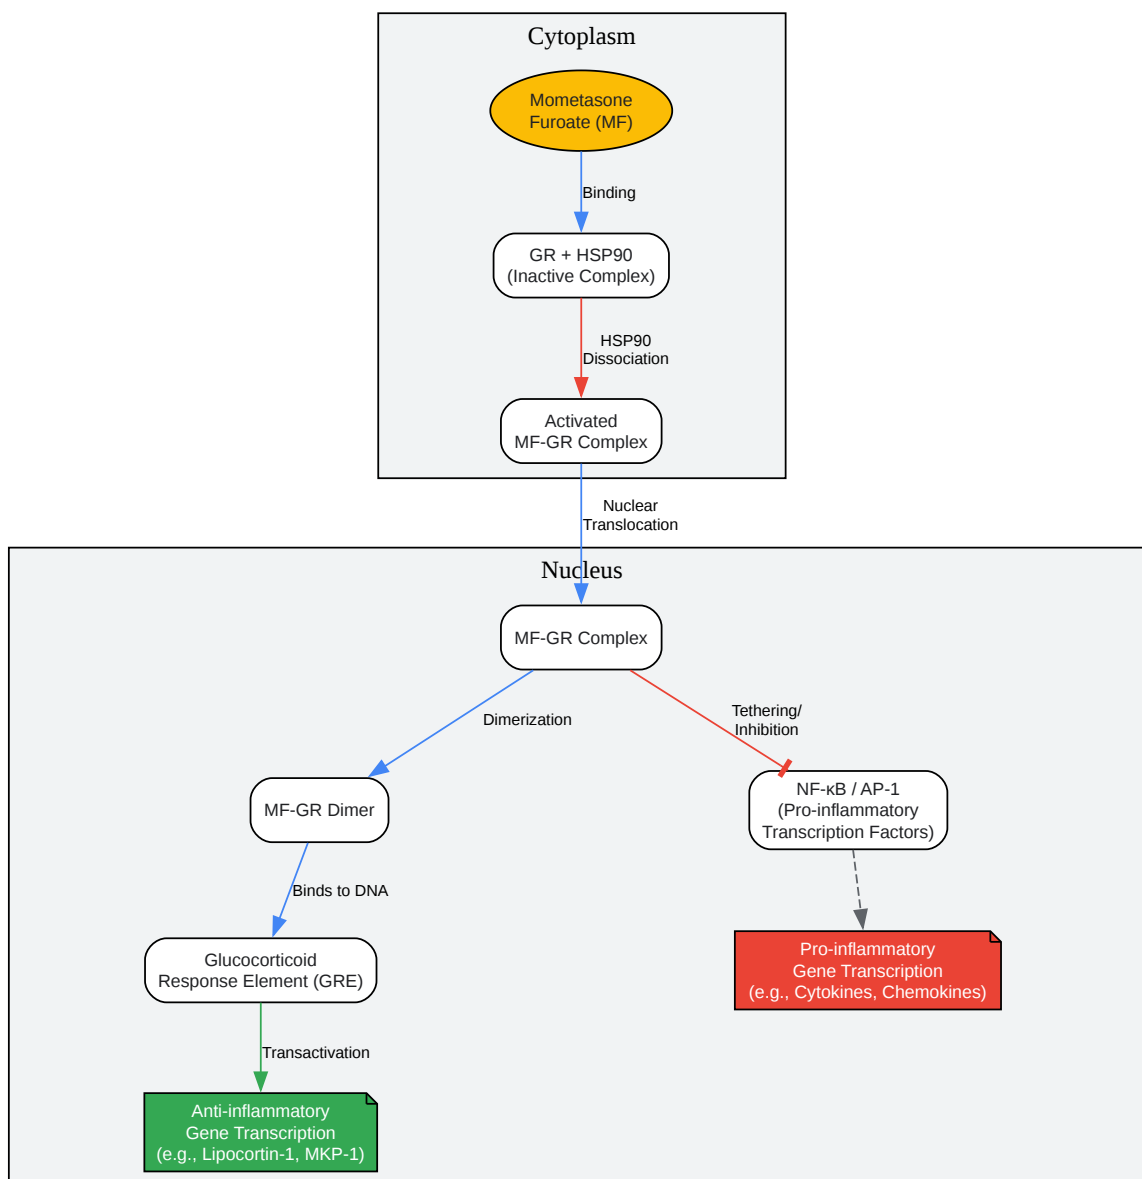 Cytoplasm
Mometasone
Furoate (MF)
Binding
GR + HSP90
(Inactive Complex)
HSP90
Dissociation
Activated
MF-GR Complex
Nuclear
Translocation
Nucleus
MF-GR Complex
Dimerization
Tethering/
Inhibition
MF-GR Dimer
NF-κB / AP-1
(Pro-inflammatory
Transcription Factors)
Binds to DNA
Glucocorticoid
Response Element (GRE)
Pro-inflammatory
Gene Transcription
(e.g., Cytokines, Chemokines)
Transactivation
Anti-inflammatory
Gene Transcription
(e.g., Lipocortin-1, MKP-1)